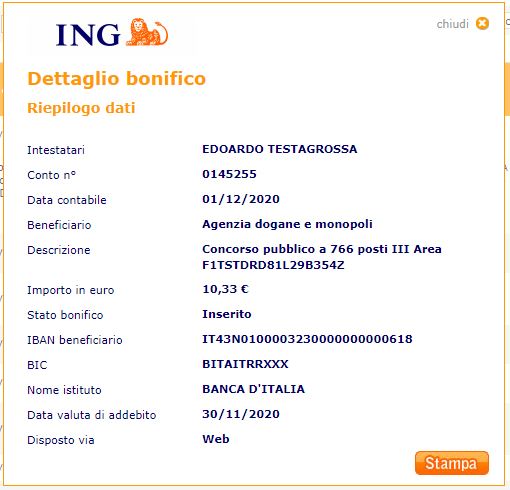 ING
chiudi
Dettaglio bonifico
Riepilogo dati
Intestatari EDOARDO TESTAGROSSA
Conto n° 0145255
Data contabile 01/12/2020
Beneficiario Agenzia dogane e monopoli
Descrizione Concorso pubblico a 766 posti III Area
F1TSTDRD81L29B354Z
Importo in euro 10,33 €
Stato bonifico Inserito
IBAN beneficiario IT43N0100003230000000000618
BIC BITAITRRXXX
Nome istituto BANCA D'ITALIA
Data valuta di addebito 30/11/2020
Disposto via Web
Stampa